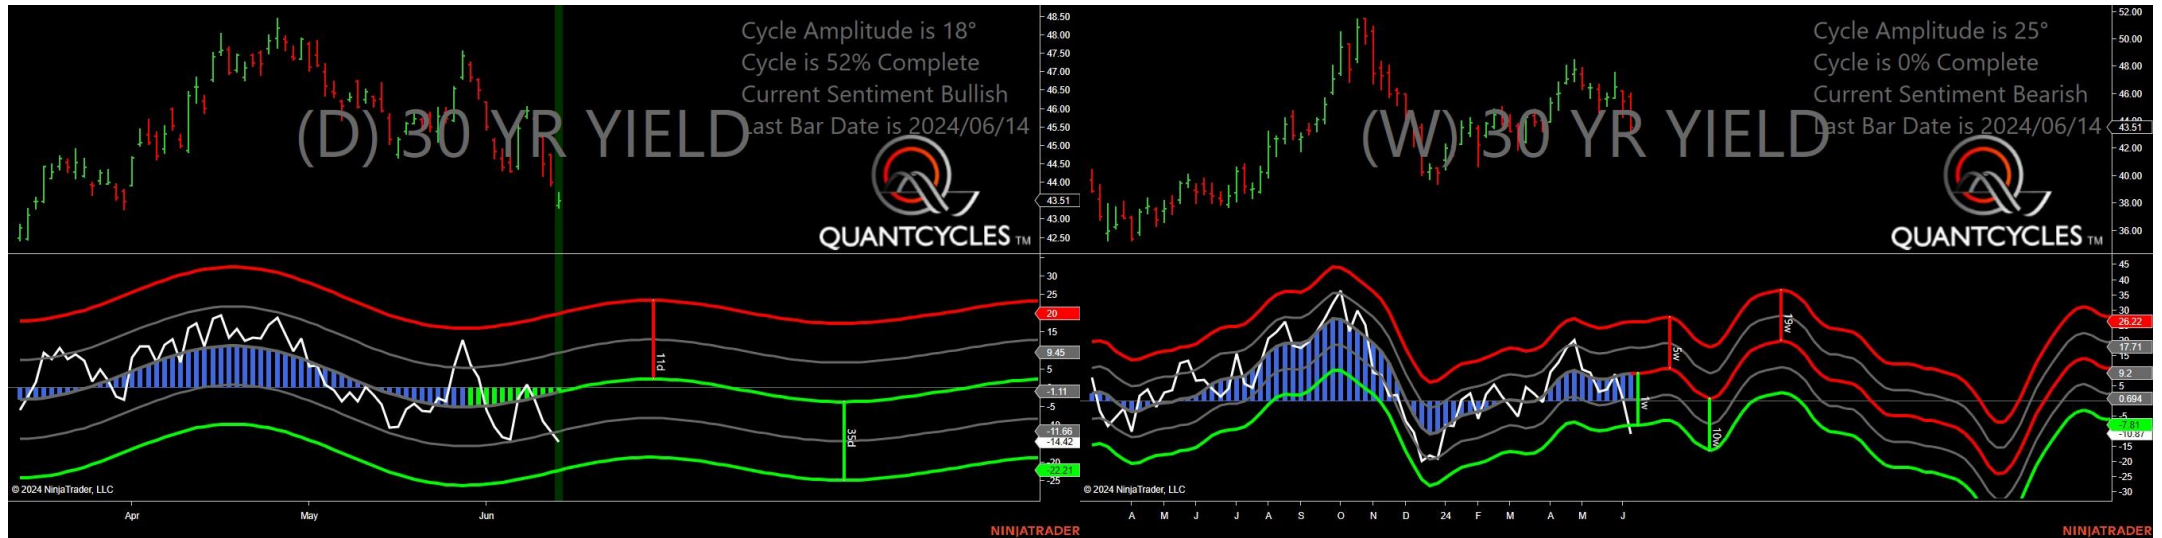 Cycle Amplitude is 18°
Cycle is 52% Complete
Current Sentiment Bullish
Last Bar Date is 2024/06/14
(D) 30 YR YIELD
QUANTCYCLES TM
48.50
48.00
47.50
47.00
46.50
46.00
45.50
45.00
44.50
44.00
43.51
43.00
42.50
30
25
20
15
9.45
5
-1.11
-5
-11.66
-14.42
-20
-22.21
-25
11d
35d
© 2024 NinjaTrader, LLC
Apr
May
Jun
NINJATRADER
Cycle Amplitude is 25°
Cycle is 0% Complete
Current Sentiment Bearish
Last Bar Date is 2024/06/14
(W) 30 YR YIELD
QUANTCYCLES TM
52.00
50.00
48.00
46.00
43.51
42.00
40.00
38.00
36.00
45
40
35
30
26.22
17.71
15
9.2
5
0.694
-5
-7.81
-10.87
-15
-20
-25
-30
1w
5w
10w
19w
© 2024 NinjaTrader, LLC
A M J J A S O N D 24 F M A M J
NINJATRADER